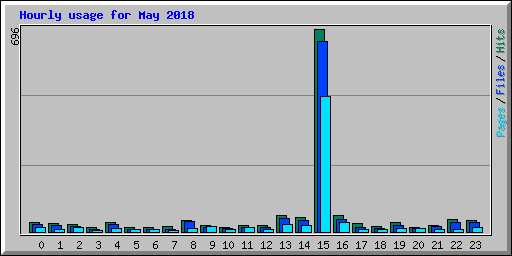 Hourly usage for May 2018
696
Pages/Files/Hits
0 1 2 3 4 5 6 7 8 9 10 11 12 13 14 15 16 17 18 19 20 21 22 23